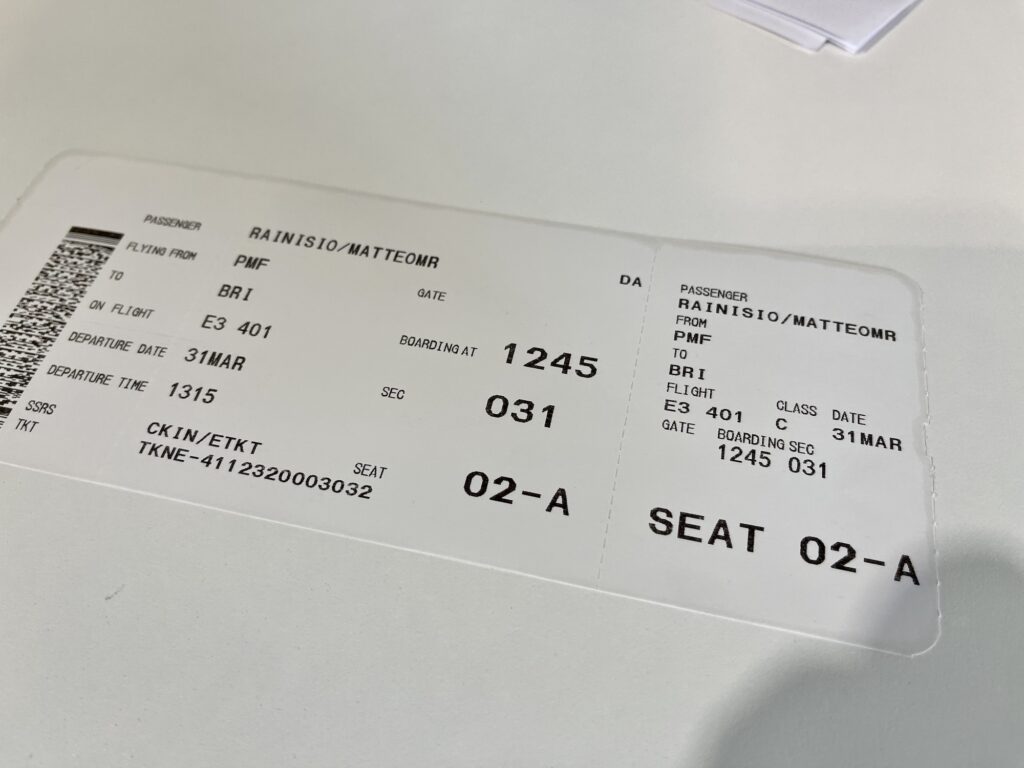 PASSENGER RAINISIO/MATTEOMR
FLYING FROM PMF DA
TO BRI GATE
ON FLIGHT E3 401 BOARDING AT 1245
DEPARTURE DATE 31MAR
DEPARTURE TIME 1315 SEC 031
SSRS CKIN/ETKT
TKT TKNE-4112320003032 SEAT 02-A
PASSENGER
RAINISIO/MATTEOMR
FROM
PMF
TO
BRI
FLIGHT CLASS DATE
E3 401 C 31MAR
GATE BOARDING SEC
1245 031
SEAT 02-A